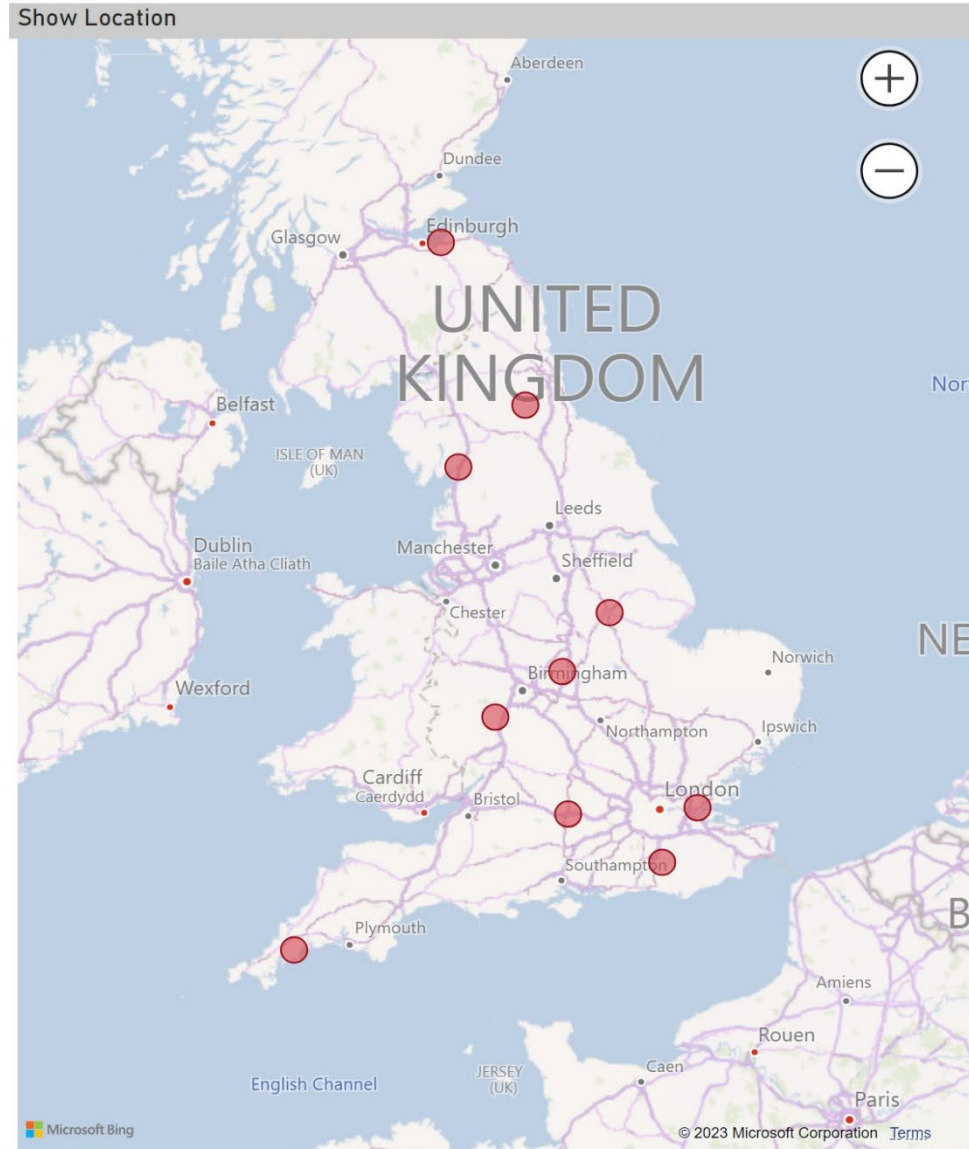 Show Location
Aberdeen
Dundee
Edinburgh
Glasgow
UNITED
KINGDOM
Nor
Belfast
ISLE OF MAN
(UK)
Leeds
Dublin
Baile Atha Cliath
Manchester
Sheffield
Chester
NE
Norwich
Birmingham
Wexford
Northampton
Ipswich
Cardiff
Caerdydd
Bristol
London
Southampton
Plymouth
B
Amiens
Rouen
JERSEY
(UK)
Caen
English Channel
Paris
Microsoft Bing
© 2023 Microsoft Corporation Terms